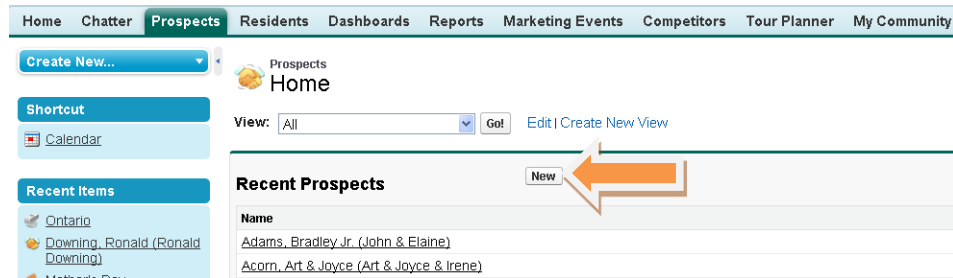 Home Chatter Prospects Residents Dashboards Reports Marketing Events Competitors Tour Planner My Community
Create New...
Prospects
Home
Shortcut
Calendar
View: All Go! Edit | Create New View
Recent Items
Ontario
Downing, Ronald (Ronald
Downing)
Mother's Day
Recent Prospects New
Name
Adams, Bradley Jr. (John & Elaine)
Acorn, Art & Joyce (Art & Joyce & Irene)